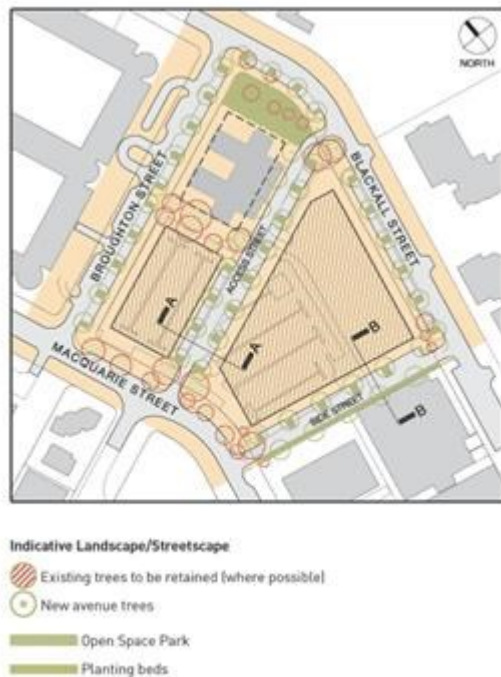 NORTH
BROUGHTON STREET
BLACKALL STREET
ACCESS STREET
A
B
A
MACQUARIE STREET
SIDE STREET
B
Indicative Landscape/Streetscape
Existing trees to be retained (where possible)
New avenue trees
Open Space Park
Planting beds